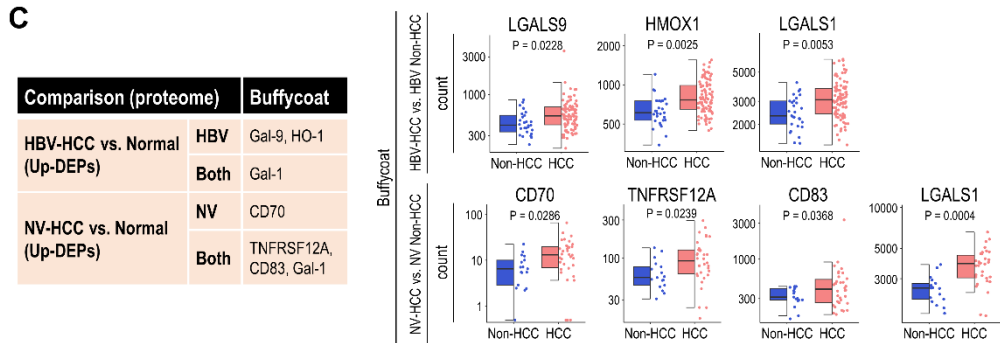 C
Comparison (proteome) Buffycoat
HBV-HCC vs. Normal
(Up-DEPs)
HBV Gal-9, HO-1
Both Gal-1
NV-HCC vs. Normal
(Up-DEPs)
NV CD70
Both TNFRSF12A,
CD83, Gal-1
Buffycoat
HBV-HCC vs. HBV Non-HCC
count
LGALS9
P = 0.0228
3000
1000
300
Non-HCC HCC
HMOX1
P = 0.0025
2000
1000
500
Non-HCC HCC
LGALS1
P = 0.0053
5000
3000
2000
Non-HCC HCC
NV-HCC vs. NV Non-HCC
count
CD70
P = 0.0286
100
10
1
Non-HCC HCC
TNFRSF12A
P = 0.0239
300
100
30
Non-HCC HCC
CD83
P = 0.0368
3000
1000
300
Non-HCC HCC
LGALS1
P = 0.0004
10000
5000
3000
Non-HCC HCC